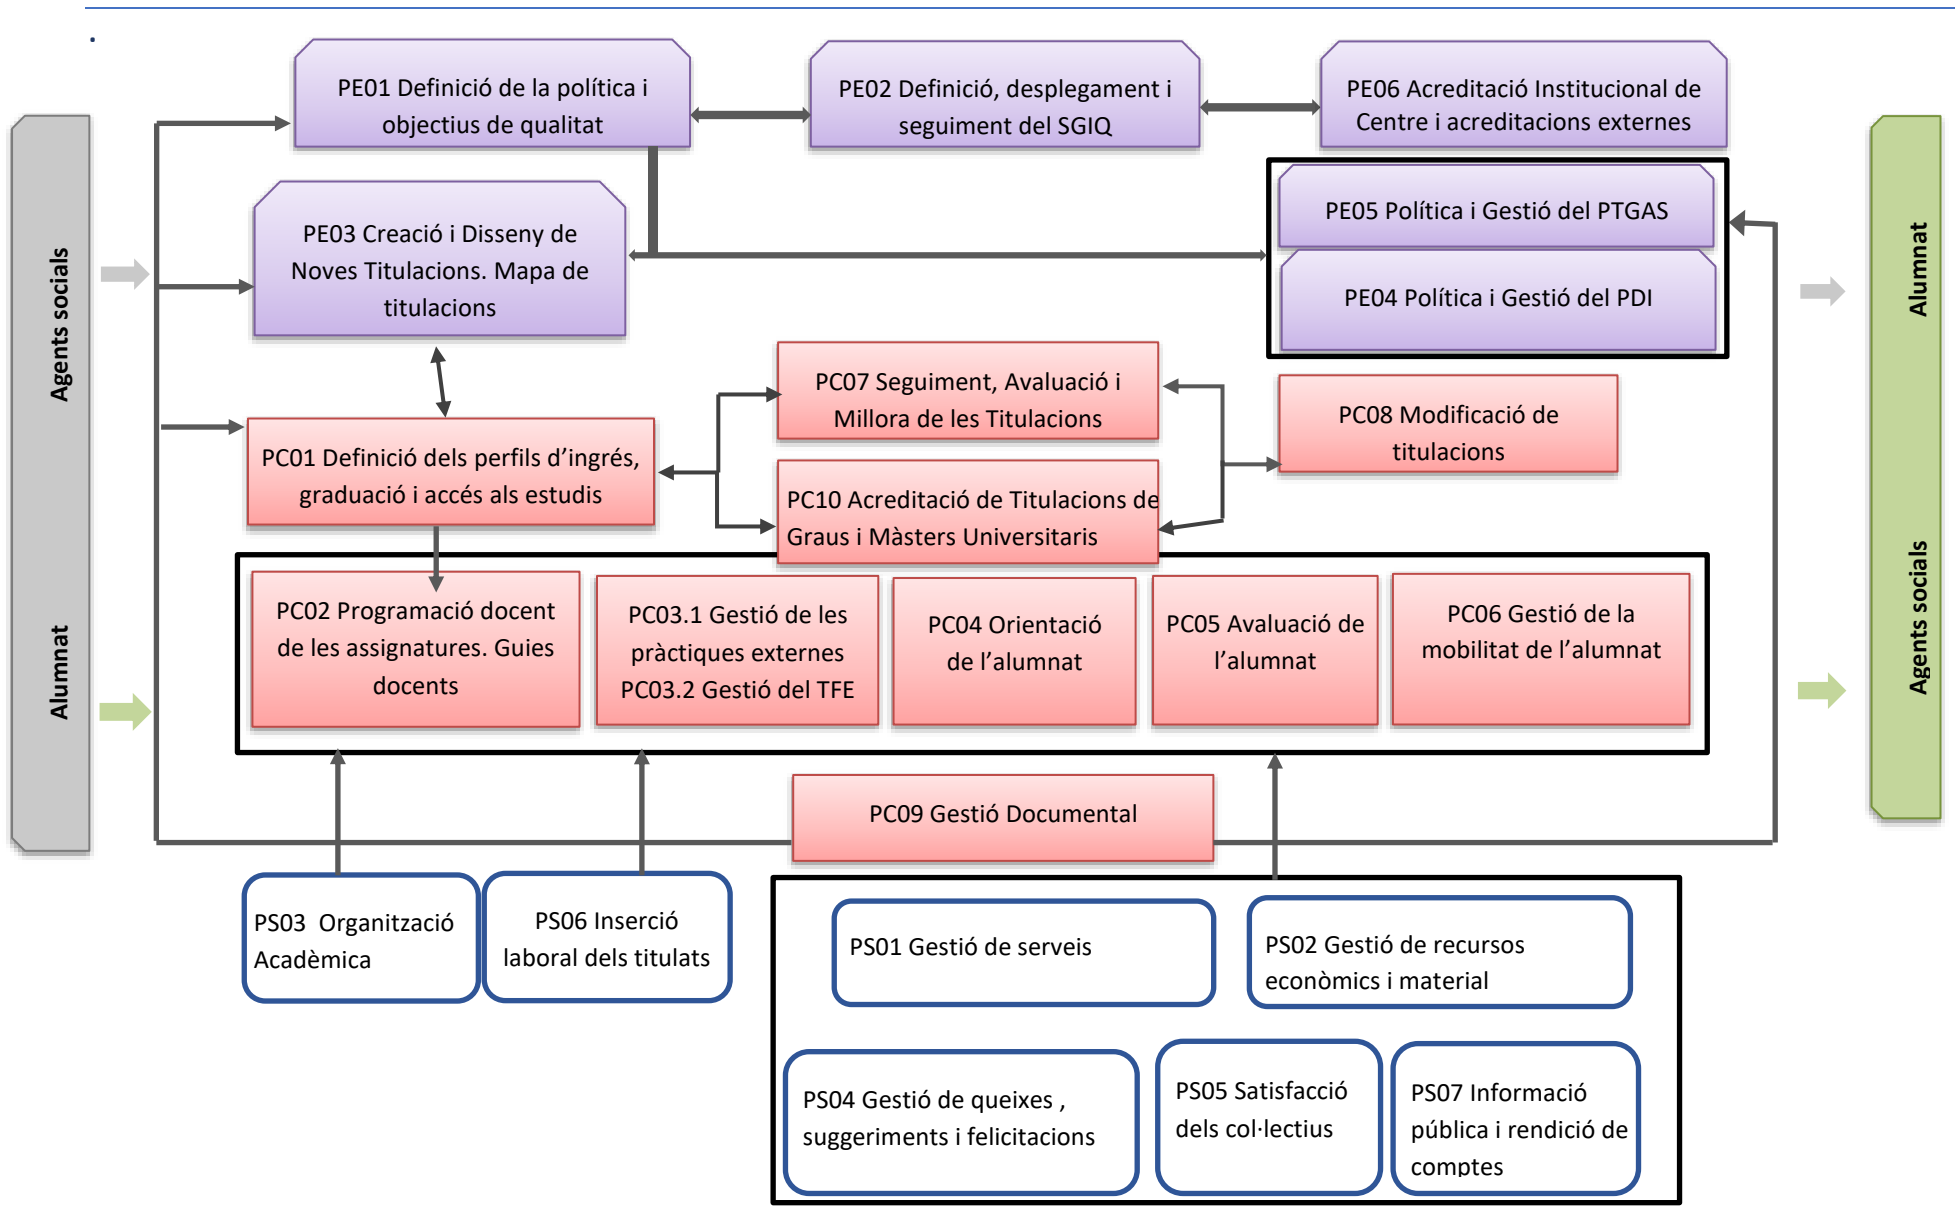 .
PE01 Definició de la política i
objectius de qualitat
PE02 Definició, desplegament i
seguiment del SGIQ
PE06 Acreditació Institucional de
Centre i acreditacions externes
Agents socials
Alumnat
PE03 Creació i Disseny de
Noves Titulacions. Mapa de
titulacions
PE05 Política i Gestió del PTGAS
PE04 Política i Gestió del PDI
Alumnat
Agents socials
PC01 Definició dels perfils d’ingrés,
graduació i accés als estudis
PC07 Seguiment, Avaluació i
Millora de les Titulacions
PC10 Acreditació de Titulacions de
Graus i Màsters Universitaris
PC08 Modificació de
titulacions
PC02 Programació docent
de les assignatures. Guies
docents
PC03.1 Gestió de les
pràctiques externes
PC03.2 Gestió del TFE
PC04 Orientació
de l’alumnat
PC05 Avaluació de
l’alumnat
PC06 Gestió de la
mobilitat de l’alumnat
PC09 Gestió Documental
PS03  Organització
Acadèmica
PS06 Inserció
laboral dels titulats
PS01 Gestió de serveis
PS02 Gestió de recursos
econòmics i material
PS04 Gestió de queixes ,
suggeriments i felicitacions
PS05 Satisfacció
dels col·lectius
PS07 Informació
pública i rendició de
comptes